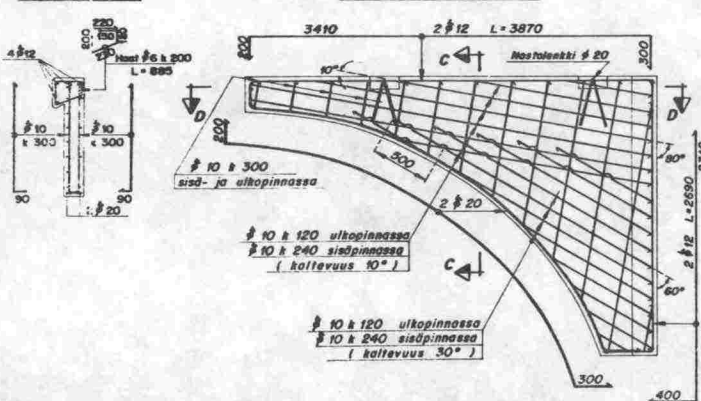 220
200
4 ⌀ 12
Haat ⌀ 6 k 200
L = 885
⌀ 10
k 300
⌀ 10
k 300
90
90
⌀ 20
3410
2 ⌀ 12 L = 3870
200
300
C
Nostolenkki ⌀ 20
10°
D
D
200
500
80°
⌀ 10 k 300
sisä- ja ulkopinnassa
2 ⌀ 20
2 ⌀ 12 L = 2690
⌀ 10 k 120 ulkopinnassa
⌀ 10 k 240 sisäpinnassa
( kaltevuus 10° )
C
60°
⌀ 10 k 120 ulkopinnassa
⌀ 10 k 240 sisäpinnassa
( kaltevuus 30° )
300
400